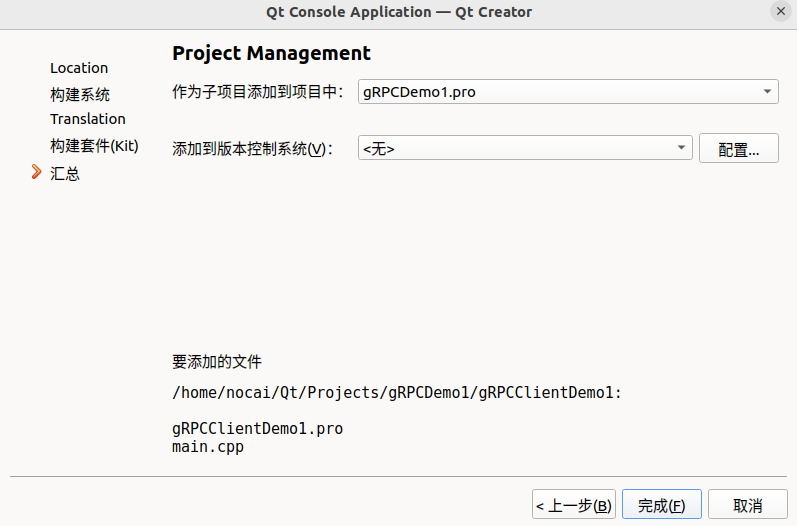 Qt Console Application — Qt Creator
Location
构建系统
Translation
构建套件(Kit)
汇总
Project Management
作为子项目添加到项目中：
gRPCDemo1.pro
添加到版本控制系统(V)：
<无>
配置...
要添加的文件
/home/nocai/Qt/Projects/gRPCDemo1/gRPCClientDemo1:
gRPCClientDemo1.pro
main.cpp
< 上一步(B)
完成(F)
取消